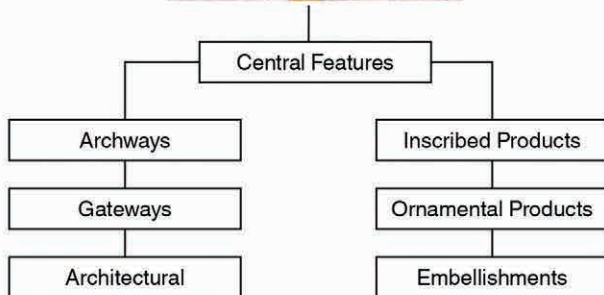 Central Features
Archways
Gateways
Architectural
Inscribed Products
Ornamental Products
Embellishments